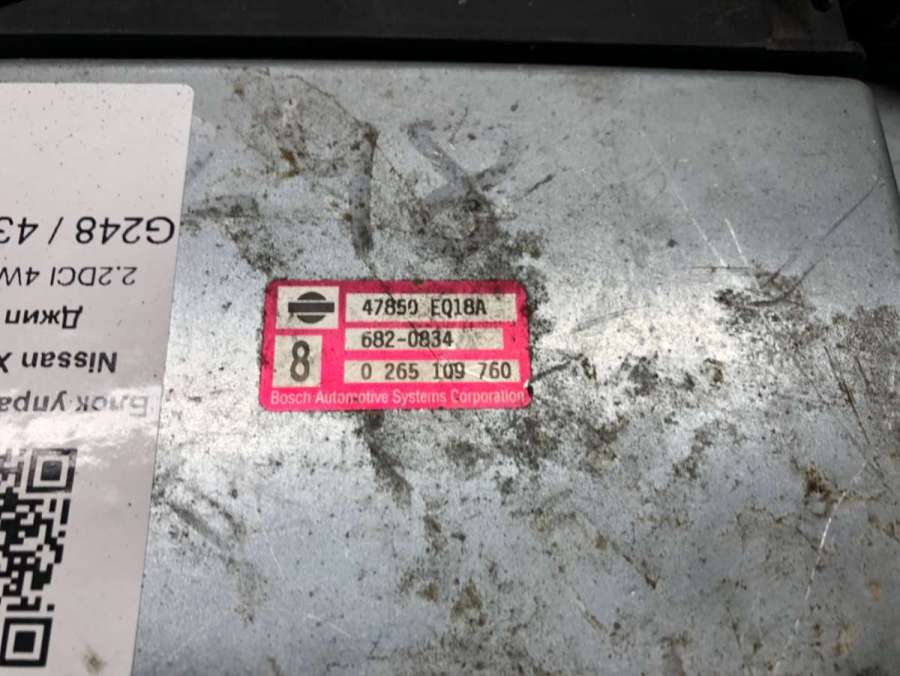 47850 EQ18A
682-0834
8
0 265 109 760
Bosch Automotive Systems Corporation
Блок упра
Nissan X
Джип
2.2DCI 4W
G248 / 43